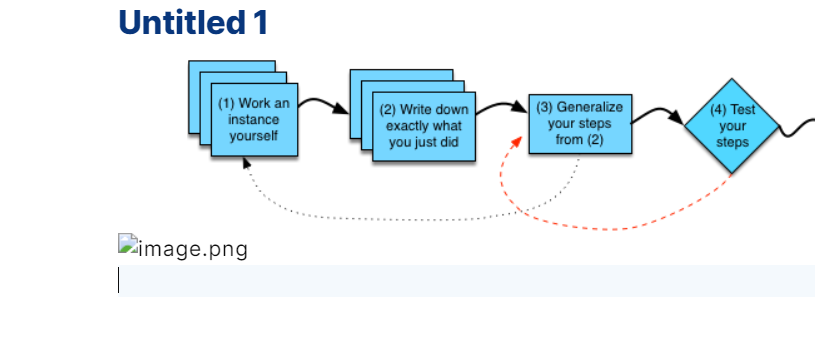 Untitled 1
(1) Work an
instance
yourself
(2) Write down
exactly what
you just did
(3) Generalize
your steps
from (2)
(4) Test
your
steps
image.png